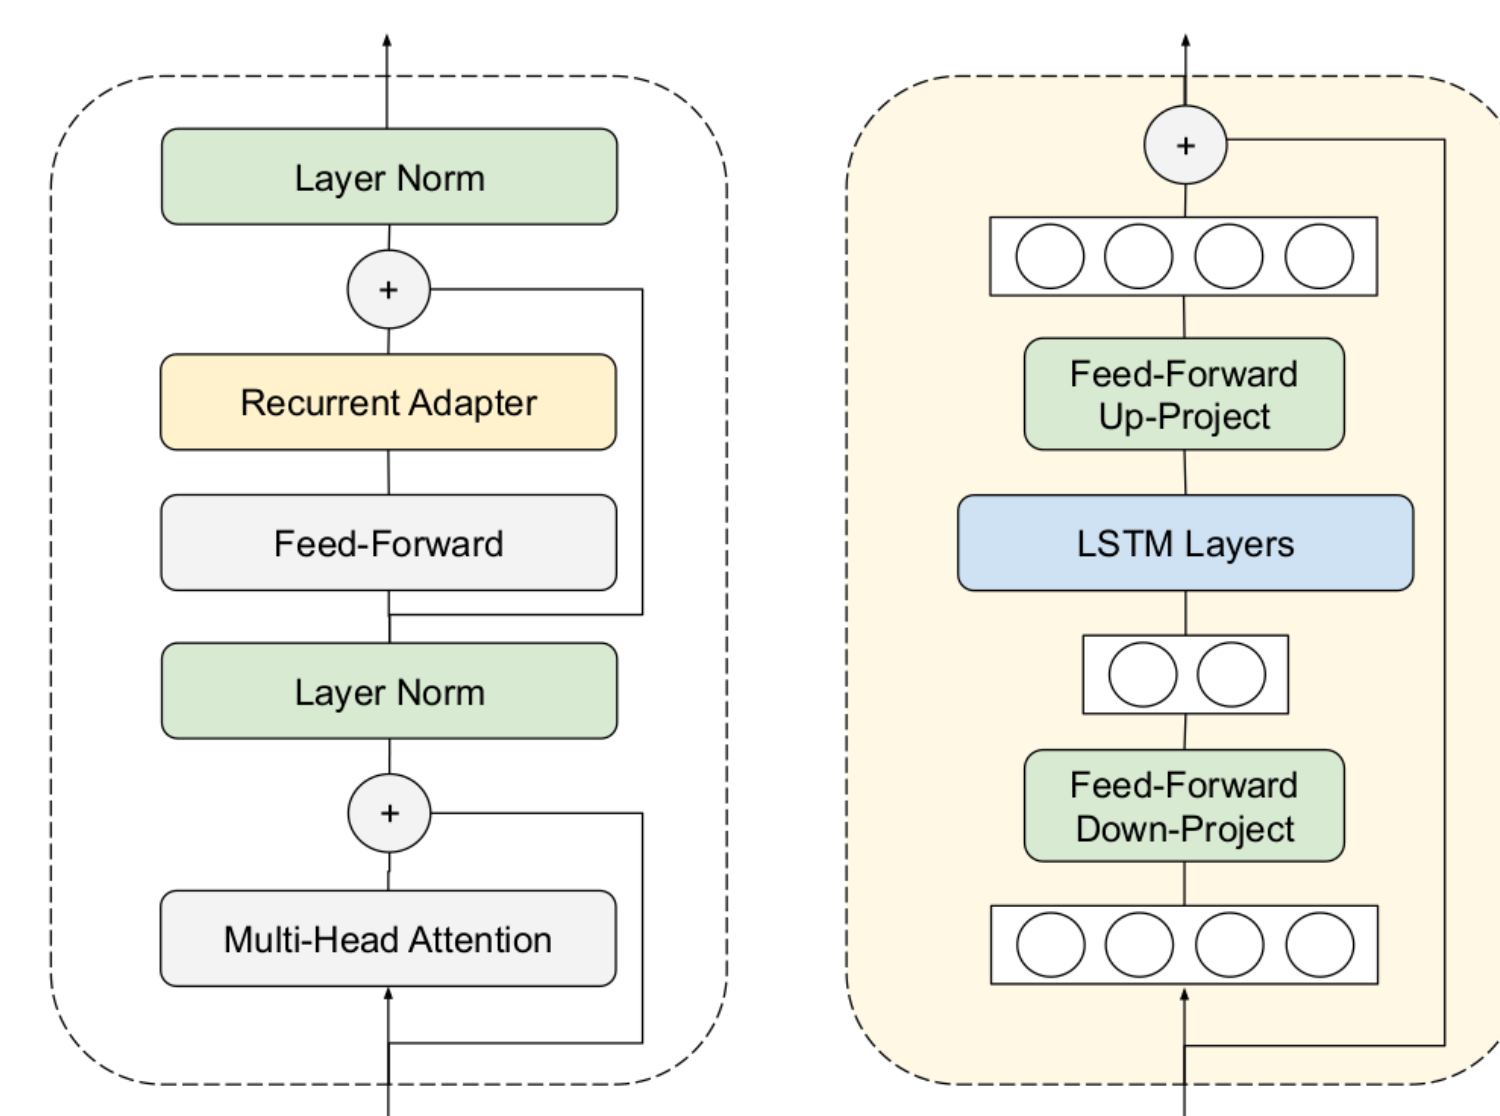 Layer Norm
+
Recurrent Adapter
Feed-Forward
Layer Norm
+
Multi-Head Attention
+
Feed-Forward
Up-Project
LSTM Layers
Feed-Forward
Down-Project